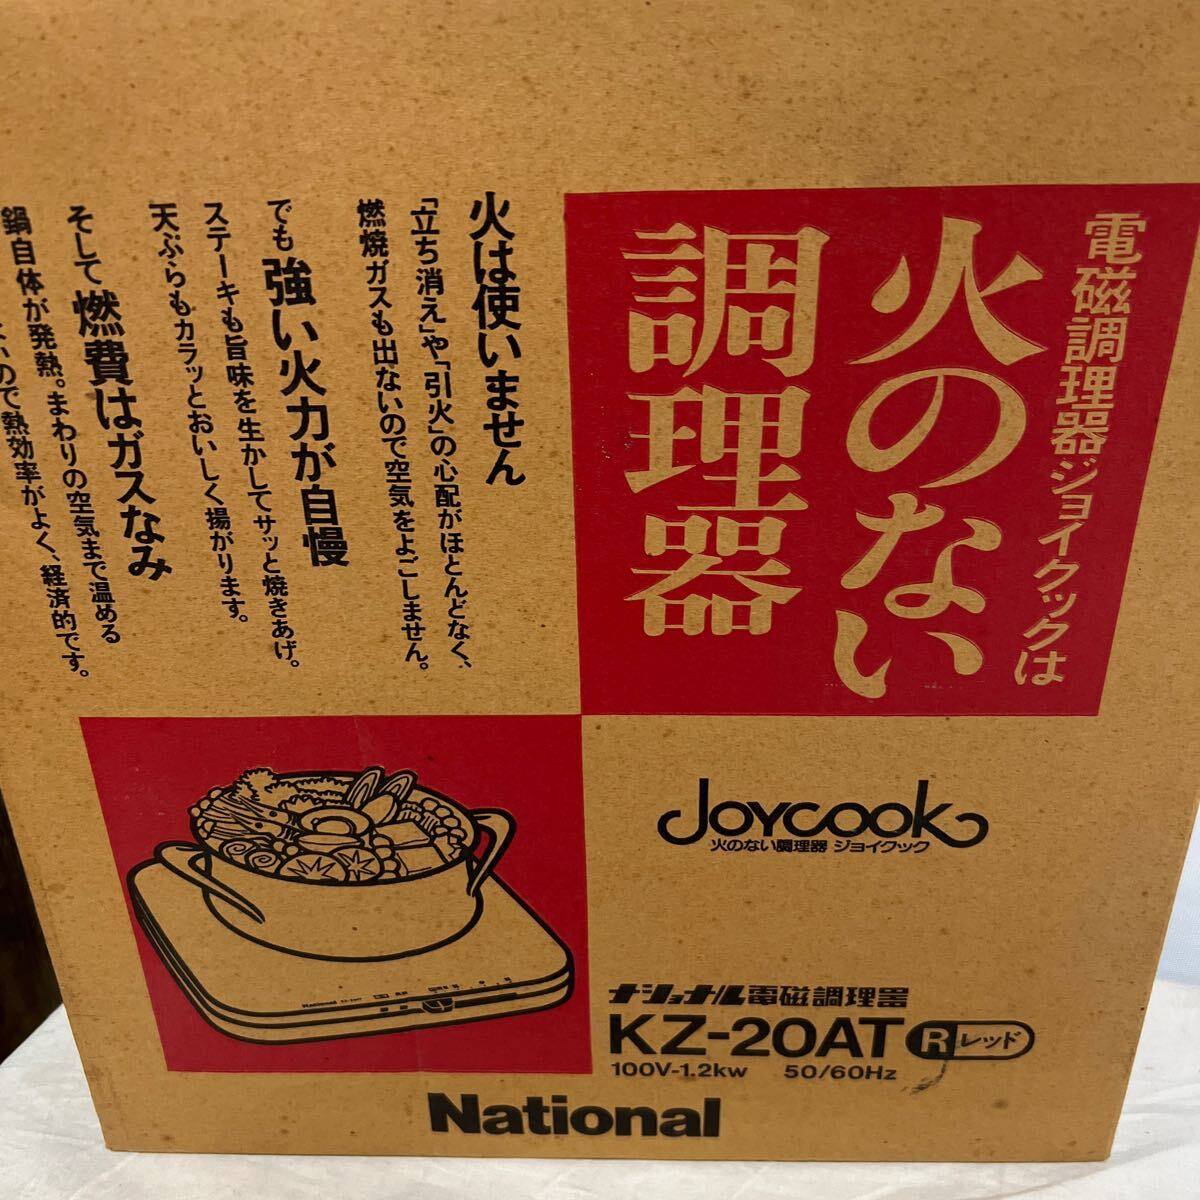 電磁調理器ジョイクックは
火のない
調理器
火は使いません
「立ち消え」や「引火」の心配がほとんどなく、
燃焼ガスも出ないので空気をよごしません。
でも強い火力が自慢
ステーキも旨味を生かしてサッと焼きあげ。
天ぷらもカラッとおいしく揚がります。
そして燃費はガスなみ
鍋自体が発熱。まわりの空気まで温める
ので熱効率がよく、経済的です。
Joycook
火のない調理器 ジョイクック
National
ナショナル電磁調理器
KZ-20AT R レッド
100V-1.2kw 50/60Hz
National